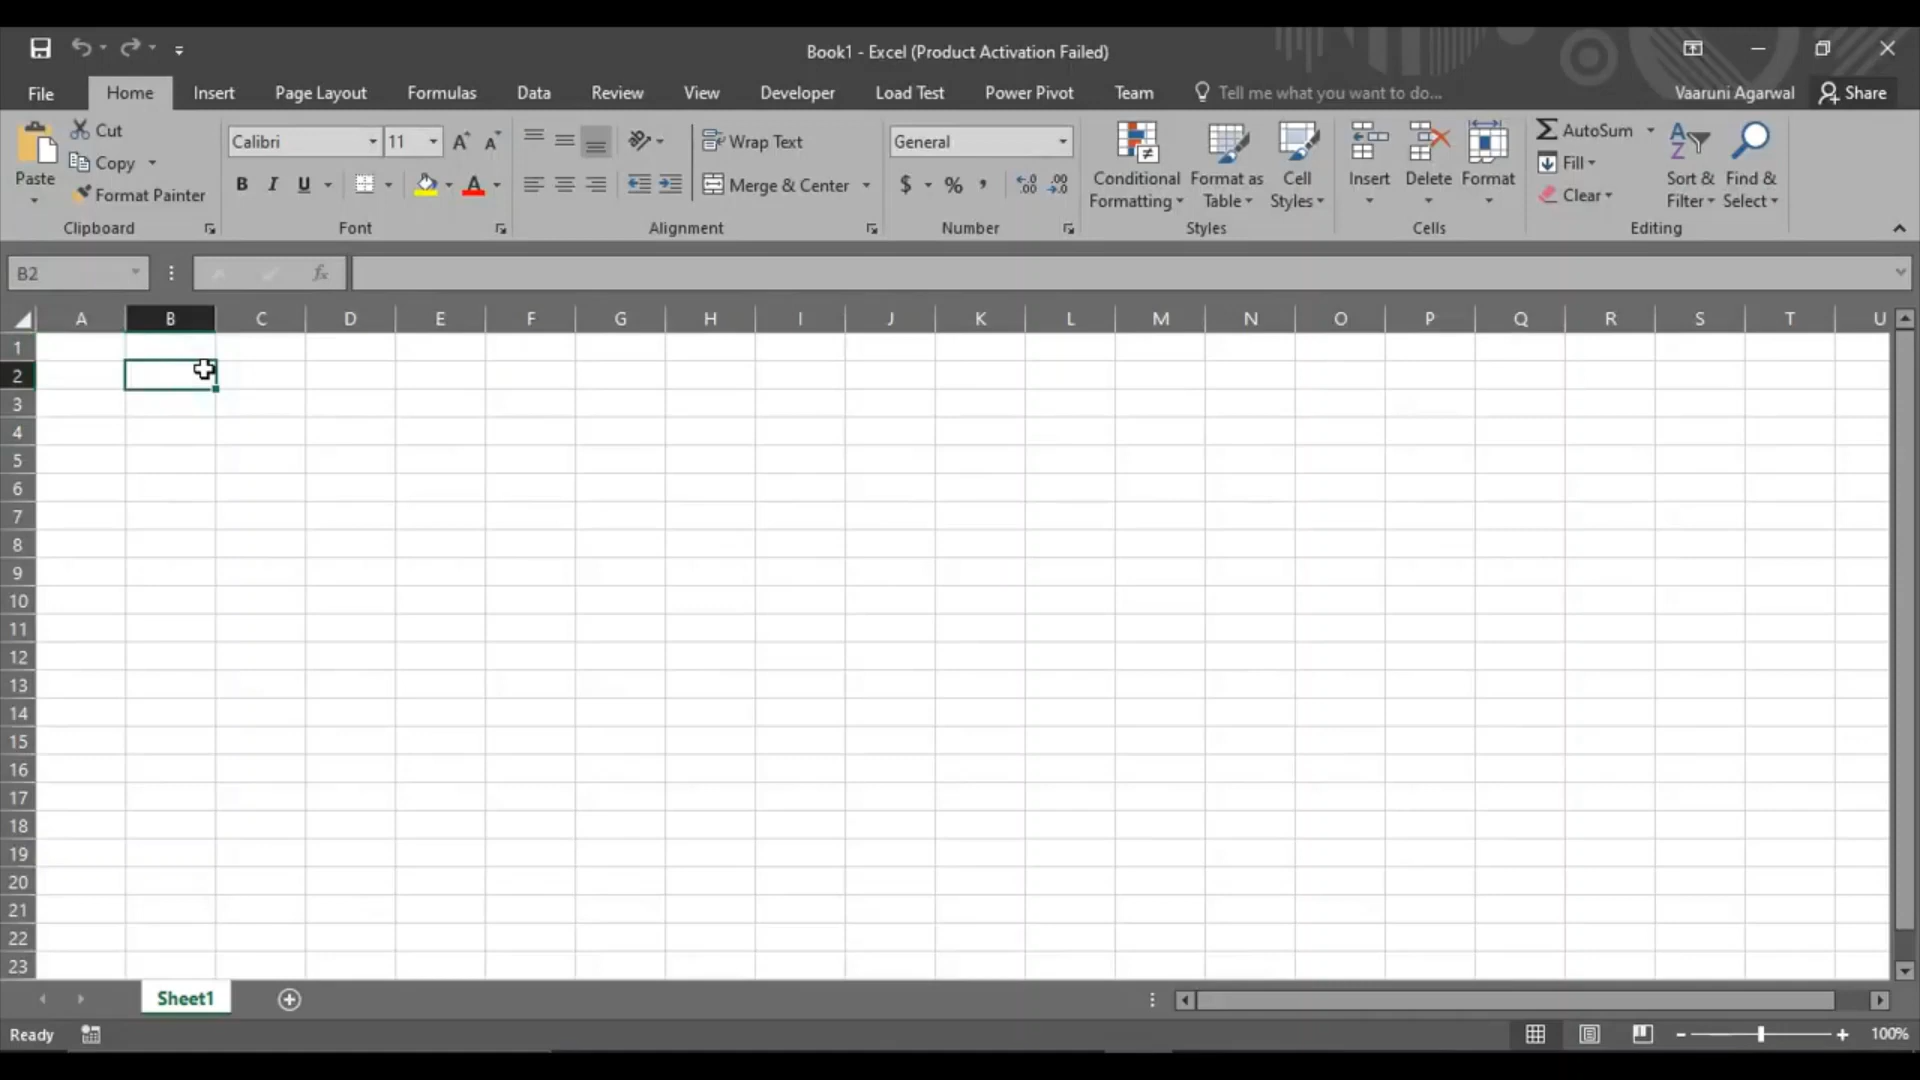 Book1 - Excel (Product Activation Failed)
File Home Insert Page Layout Formulas Data Review View Developer Load Test Power Pivot Team Tell me what you want to do... Vaaruni Agarwal Share
Paste
Cut
Copy
Format Painter
Clipboard
Calibri 11
B I U A
Font
Wrap Text
Merge & Center
Alignment
General
$ % ,
Number
Conditional Formatting
Format as Table
Cell Styles
Styles
Insert
Delete
Format
Cells
AutoSum
Fill
Clear
Sort & Filter
Find & Select
Editing
B2 fx
A B C D E F G H I J K L M N O P Q R S T U
1
2
3
4
5
6
7
8
9
10
11
12
13
14
15
16
17
18
19
20
21
22
23
Sheet1
Ready 100%